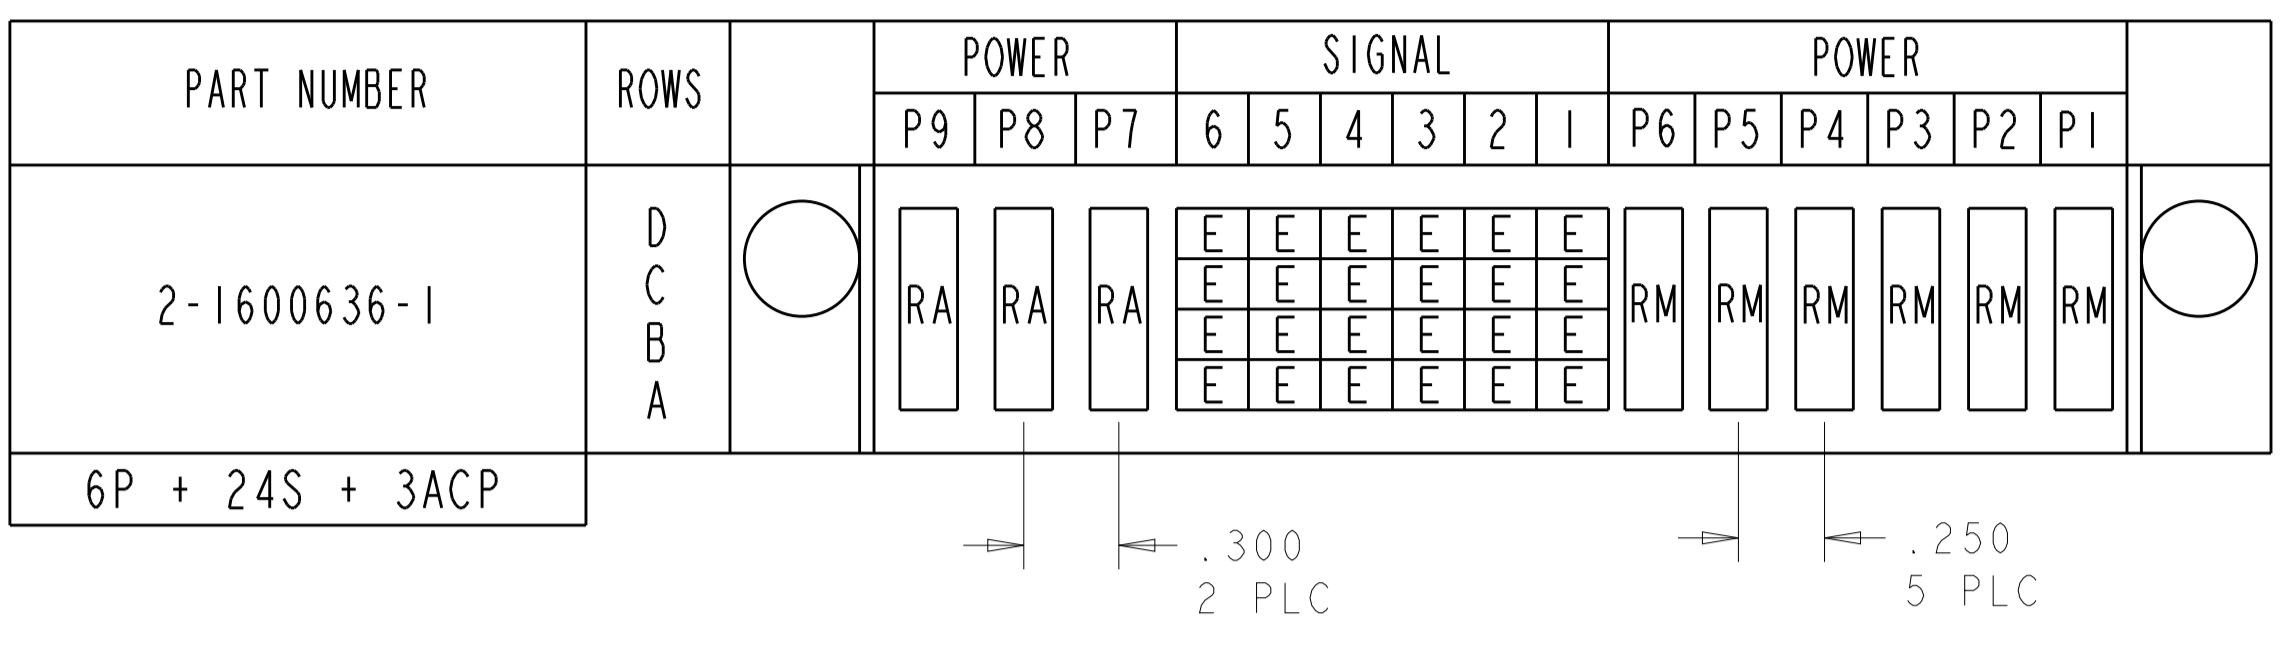 PART NUMBER ROWS POWER SIGNAL POWER
P9 P8 P7 6 5 4 3 2 1 P6 P5 P4 P3 P2 P1
D E E E E E E
C E E E E E E
2-1600636-1 RA RA RA RM RM RM RM RM RM
B E E E E E E
A E E E E E E
6P + 24S + 3ACP
.300
2 PLC
.250
5 PLC